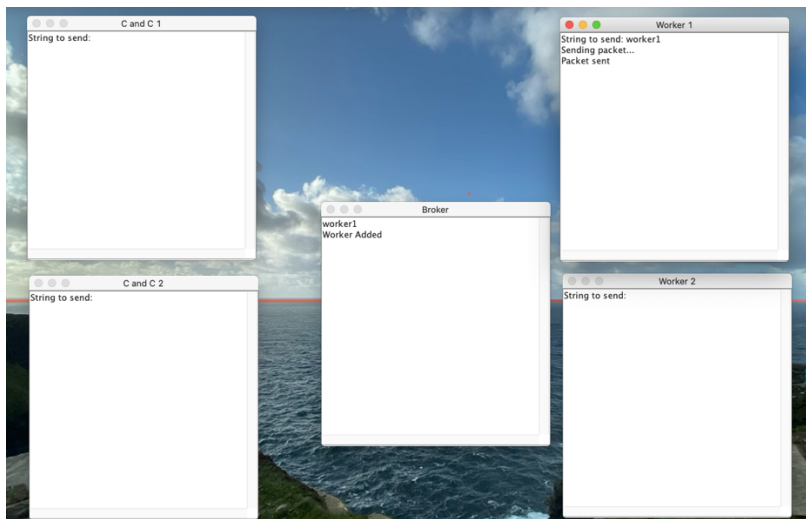 C and C 1
String to send:
Worker 1
String to send: worker1
Sending packet...
Packet sent
Broker
worker1
Worker Added
C and C 2
String to send:
Worker 2
String to send: